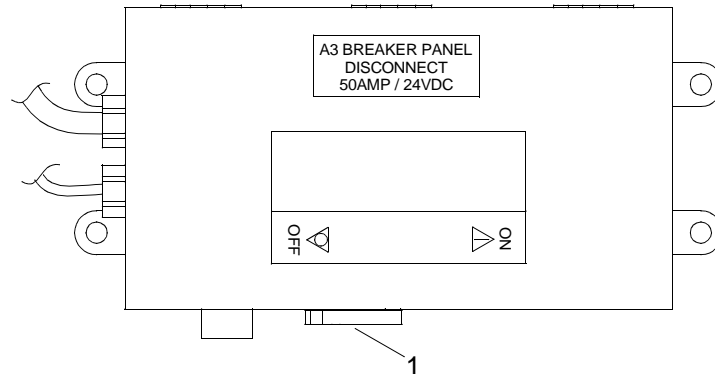 A3 BREAKER PANEL
DISCONNECT
50AMP / 24VDC
OFF
ON
1